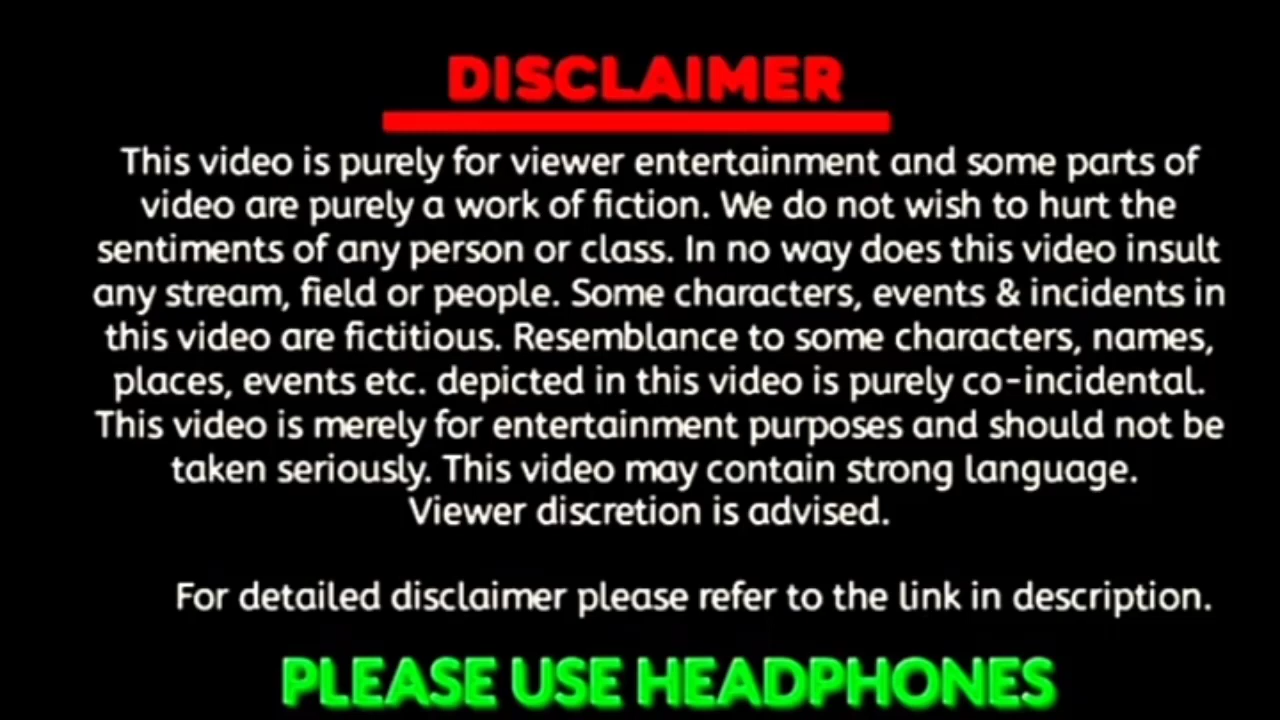 DISCLAIMER
This video is purely for viewer entertainment and some parts of
video are purely a work of fiction. We do not wish to hurt the
sentiments of any person or class. In no way does this video insult
any stream, field or people. Some characters, events & incidents in
this video are fictitious. Resemblance to some characters, names,
places, events etc. depicted in this video is purely co-incidental.
This video is merely for entertainment purposes and should not be
taken seriously. This video may contain strong language.
Viewer discretion is advised.
For detailed disclaimer please refer to the link in description.
PLEASE USE HEADPHONES